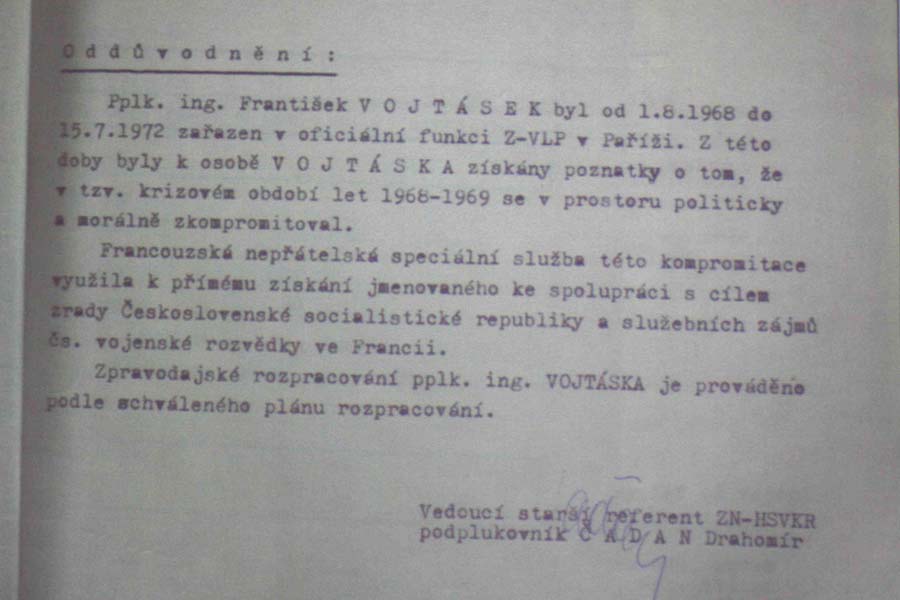 O d d ů v o d n ě n í :
Pplk. ing. František V O J T Á S E K byl od 1.8.1968 do
15.7.1972 zařazen v oficiální funkci Z-VLP v Paříži. Z této
doby byly k osobě V O J T Á S K A získány poznatky o tom, že
v tzv. krizovém období let 1968-1969 se v prostoru politicky
a morálně zkompromitoval.
Francouzská nepřátelská speciální služba této kompromitace
využila k přímému získání jmenovaného ke spolupráci s cílem
zrady Československé socialistické republiky a služebních zájmů
čs. vojenské rozvědky ve Francii.
Zpravodajské rozpracování pplk. ing. VOJTÁSKA je prováděno
podle schváleného plánu rozpracování.
Vedoucí starší referent ZN-HSVKR
podplukovník Č A D A N Drahomír